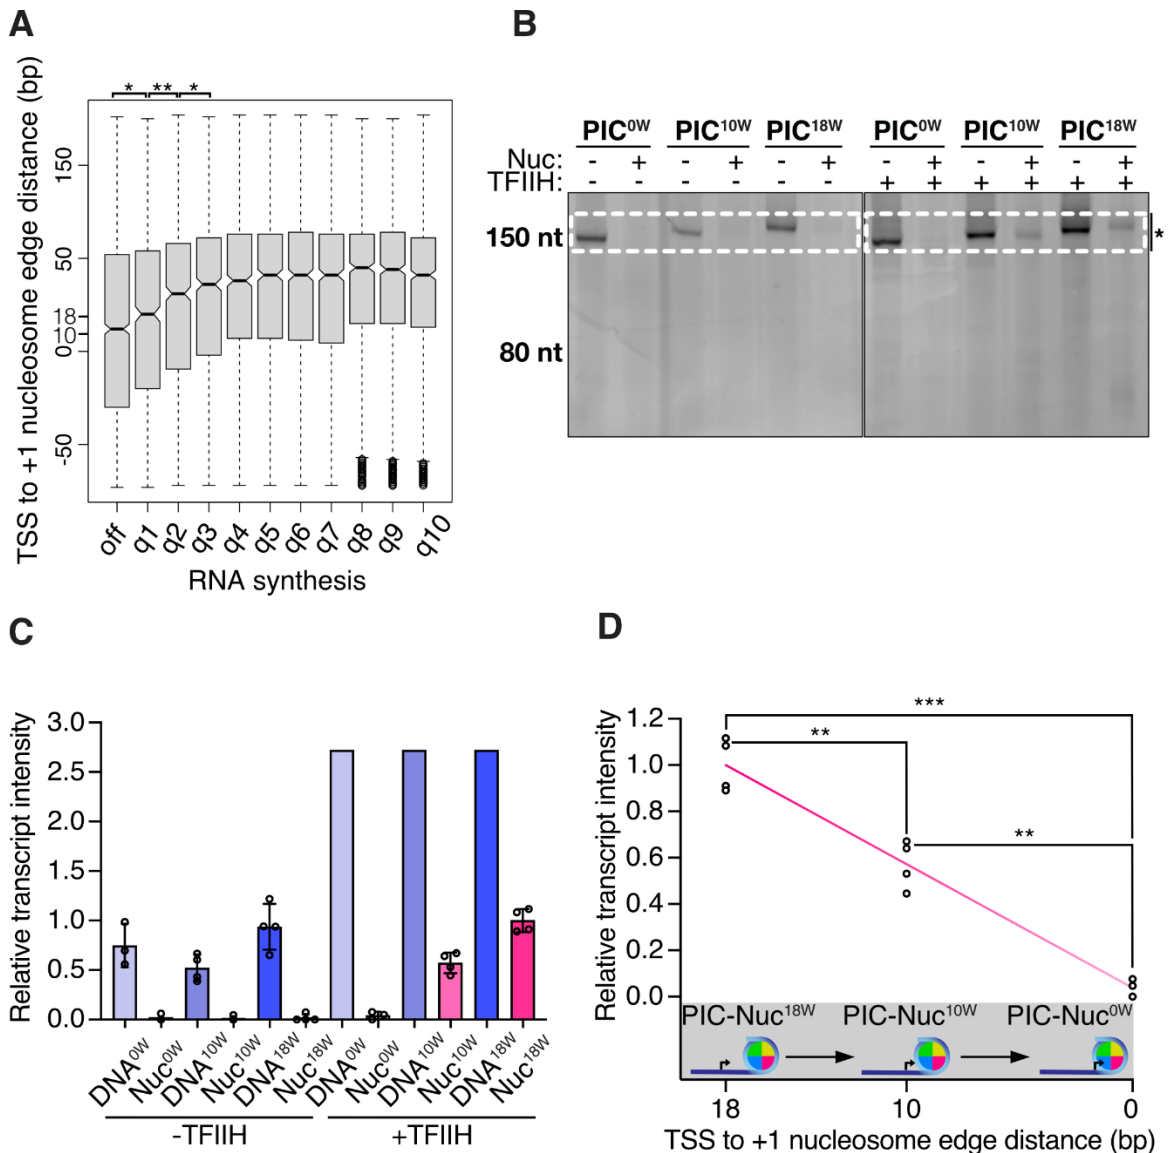 A
TSS to +1 nucleosome edge distance (bp)
150
50
18
10
0
-50
* ** *
off q1 q2 q3 q4 q5 q6 q7 q8 q9 q10
RNA synthesis
B
PIC0W PIC10W PIC18W PIC0W PIC10W PIC18W
Nuc: - + - + - + - + - + - +
TFIIH: - - - - - - + + + + + +
150 nt
*
80 nt
C
Relative transcript intensity
3.0
2.5
2.0
1.5
1.0
0.5
0.0
DNA0W Nuc0W DNA10W Nuc10W DNA18W Nuc18W DNA0W Nuc0W DNA10W Nuc10W DNA18W Nuc18W
-TFIIH +TFIIH
D
Relative transcript intensity
1.2
1.0
0.8
0.6
0.4
0.2
0.0
***
**
**
PIC-Nuc18W PIC-Nuc10W PIC-Nuc0W
18 10 0
TSS to +1 nucleosome edge distance (bp)